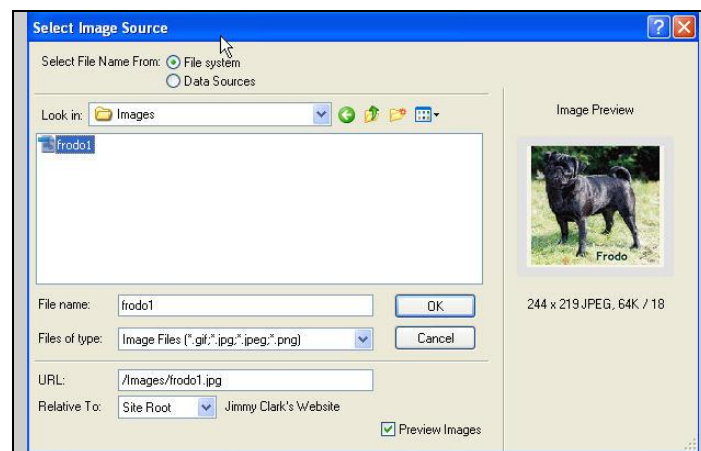 Select Image Source
Select File Name From: File system
Data Sources
Look in: Images
frodo1
File name: frodo1
OK
Files of type: Image Files (*.gif;*.jpg;*.jpeg;*.png)
Cancel
URL: /Images/frodo1.jpg
Relative To: Site Root Jimmy Clark's Website
Preview Images
Image Preview
Frodo
244 x 219 JPEG, 64K / 18